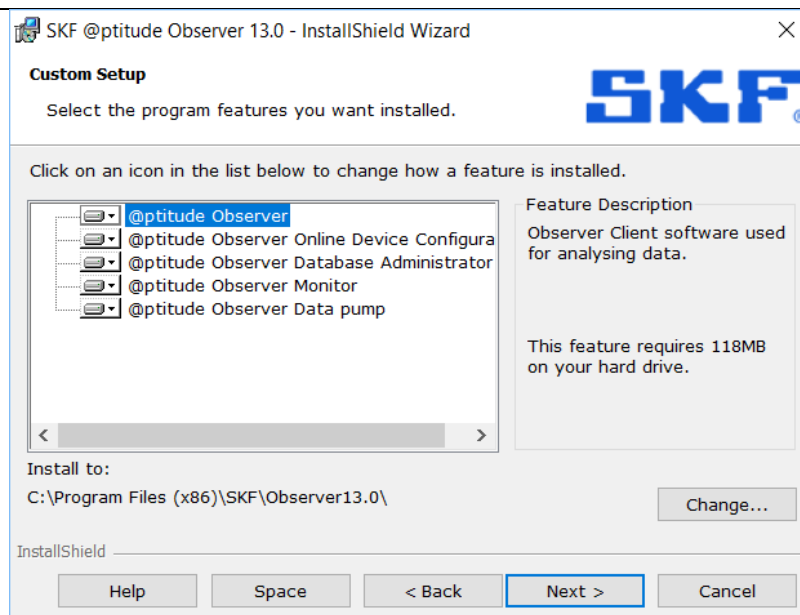 SKF @ptitude Observer 13.0 - InstallShield Wizard
Custom Setup
Select the program features you want installed.
SKF®
Click on an icon in the list below to change how a feature is installed.
@ptitude Observer
@ptitude Observer Online Device Configura
@ptitude Observer Database Administrator
@ptitude Observer Monitor
@ptitude Observer Data pump
Feature Description
Observer Client software used
for analysing data.
This feature requires 118MB
on your hard drive.
Install to:
C:\Program Files (x86)\SKF\Observer13.0\
Change...
InstallShield
Help
Space
< Back
Next >
Cancel